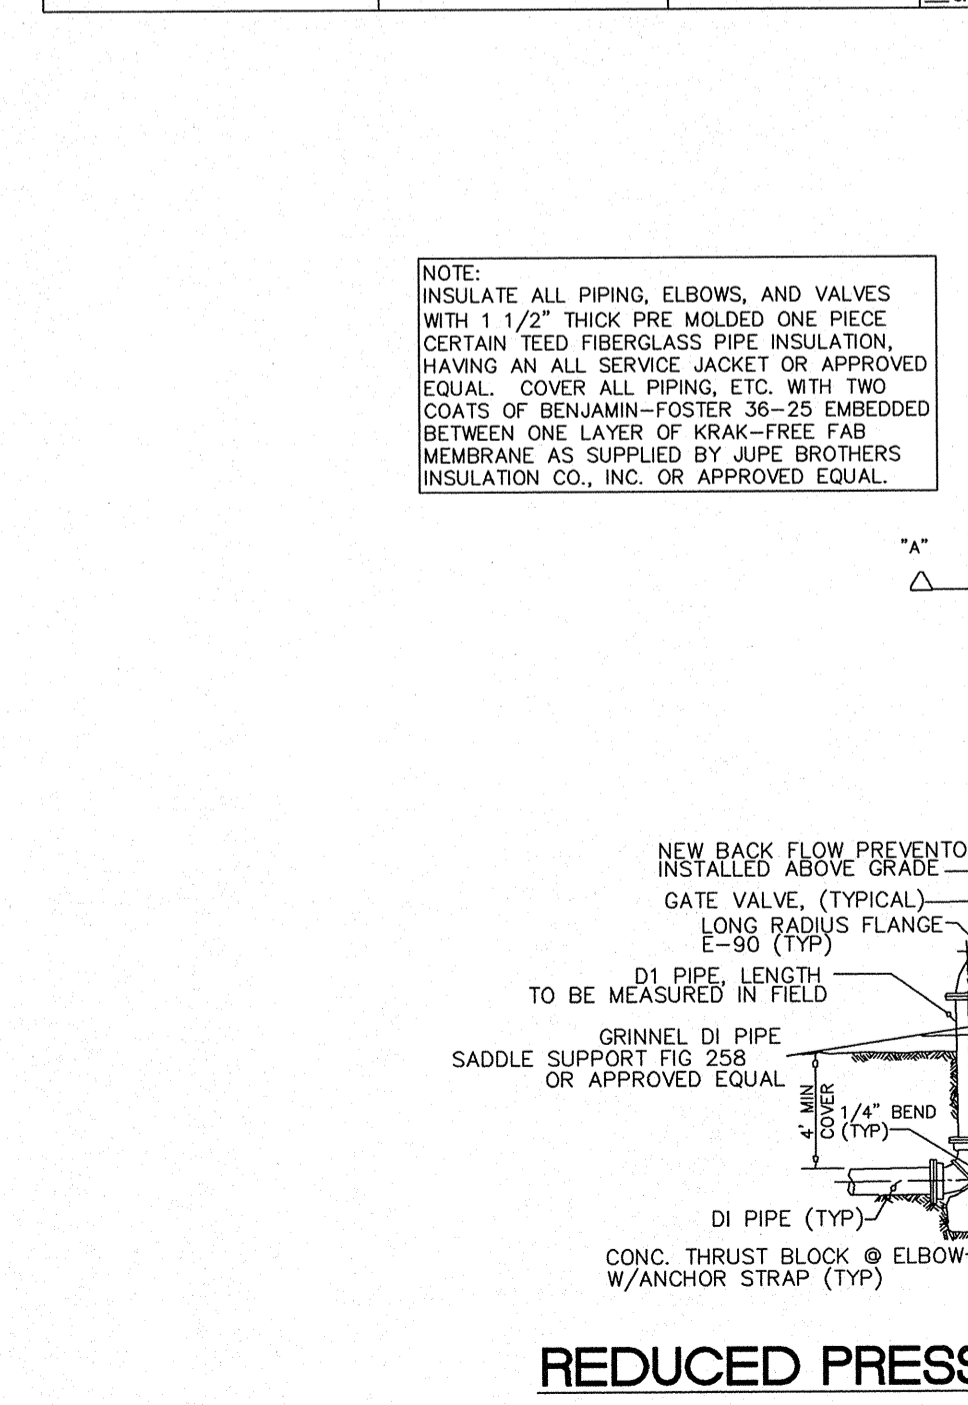 NOTE:
INSULATE ALL PIPING, ELBOWS, AND VALVES
WITH 1 1/2" THICK PRE MOLDED ONE PIECE
CERTAIN TEED FIBERGLASS PIPE INSULATION,
HAVING AN ALL SERVICE JACKET OR APPROVED
EQUAL. COVER ALL PIPING, ETC. WITH TWO
COATS OF BENJAMIN-FOSTER 36-25 EMBEDDED
BETWEEN ONE LAYER OF KRAK-FREE FAB
MEMBRANE AS SUPPLIED BY JUPE BROTHERS
INSULATION CO., INC. OR APPROVED EQUAL.
"A"
NEW BACK FLOW PREVENTO
INSTALLED ABOVE GRADE
GATE VALVE, (TYPICAL)
LONG RADIUS FLANGE
E-90 (TYP)
D1 PIPE, LENGTH
TO BE MEASURED IN FIELD
GRINNEL DI PIPE
SADDLE SUPPORT FIG 258
OR APPROVED EQUAL
4' MIN
COVER
1/4" BEND
(TYP)
DI PIPE (TYP)
CONC. THRUST BLOCK @ ELBOW
W/ANCHOR STRAP (TYP)
REDUCED PRESS